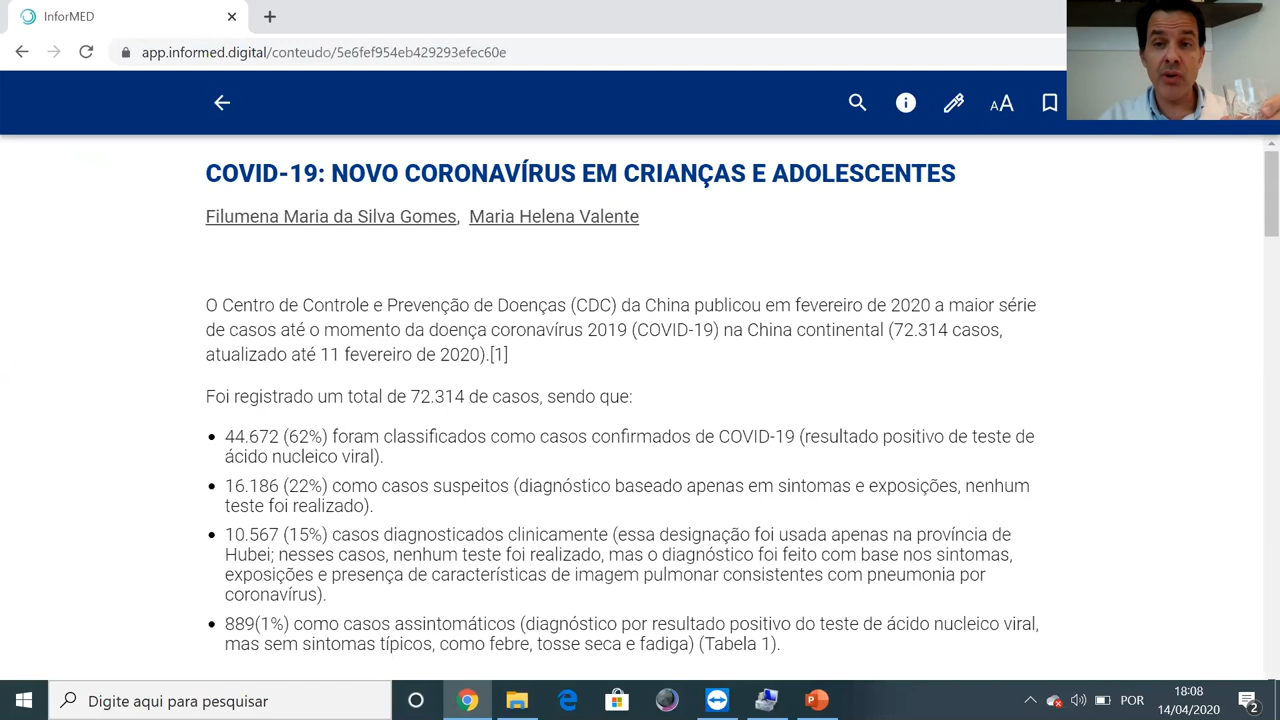 InforMED
app.informed.digital/conteudo/5e6fef954eb429293efec60e
AA
COVID-19: NOVO CORONAVÍRUS EM CRIANÇAS E ADOLESCENTES
Filumena Maria da Silva Gomes, Maria Helena Valente
O Centro de Controle e Prevenção de Doenças (CDC) da China publicou em fevereiro de 2020 a maior série
de casos até o momento da doença coronavírus 2019 (COVID-19) na China continental (72.314 casos,
atualizado até 11 fevereiro de 2020).[1]
Foi registrado um total de 72.314 de casos, sendo que:
44.672 (62%) foram classificados como casos confirmados de COVID-19 (resultado positivo de teste de
ácido nucleico viral).
16.186 (22%) como casos suspeitos (diagnóstico baseado apenas em sintomas e exposições, nenhum
teste foi realizado).
10.567 (15%) casos diagnosticados clinicamente (essa designação foi usada apenas na província de
Hubei; nesses casos, nenhum teste foi realizado, mas o diagnóstico foi feito com base nos sintomas,
exposições e presença de características de imagem pulmonar consistentes com pneumonia por
coronavírus).
889(1%) como casos assintomáticos (diagnóstico por resultado positivo do teste de ácido nucleico viral,
mas sem sintomas típicos, como febre, tosse seca e fadiga) (Tabela 1).
Digite aqui para pesquisar
POR
18:08
14/04/2020
2